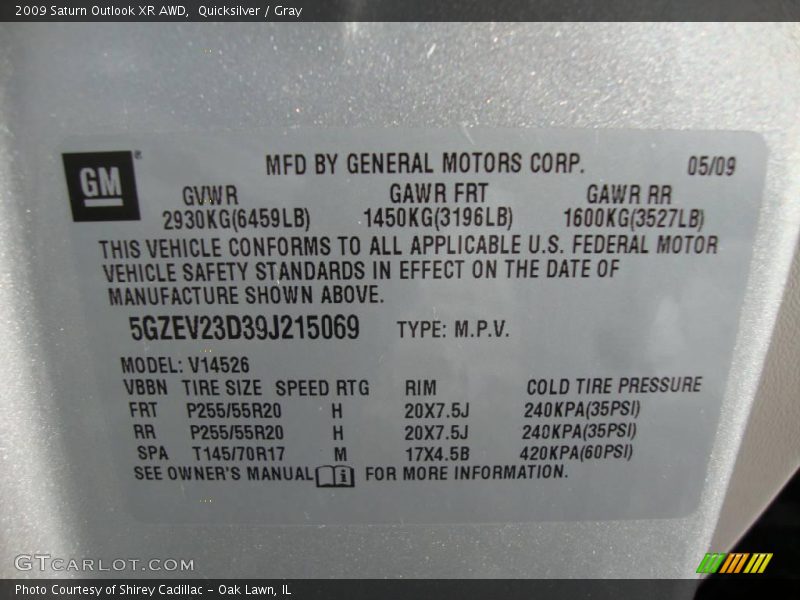 2009 Saturn Outlook XR AWD, Quicksilver / Gray
GM®
MFD BY GENERAL MOTORS CORP. 05/09
GVWR GAWR FRT GAWR RR
2930KG(6459LB) 1450KG(3196LB) 1600KG(3527LB)
THIS VEHICLE CONFORMS TO ALL APPLICABLE U.S. FEDERAL MOTOR
VEHICLE SAFETY STANDARDS IN EFFECT ON THE DATE OF
MANUFACTURE SHOWN ABOVE.
5GZEV23D39J215069 TYPE: M.P.V.
MODEL: V14526
VBBN TIRE SIZE SPEED RTG RIM COLD TIRE PRESSURE
FRT P255/55R20 H 20X7.5J 240KPA(35PSI)
RR P255/55R20 H 20X7.5J 240KPA(35PSI)
SPA T145/70R17 M 17X4.5B 420KPA(60PSI)
SEE OWNER'S MANUAL i FOR MORE INFORMATION.
GTCARLOT.COM
Photo Courtesy of Shirey Cadillac - Oak Lawn, IL